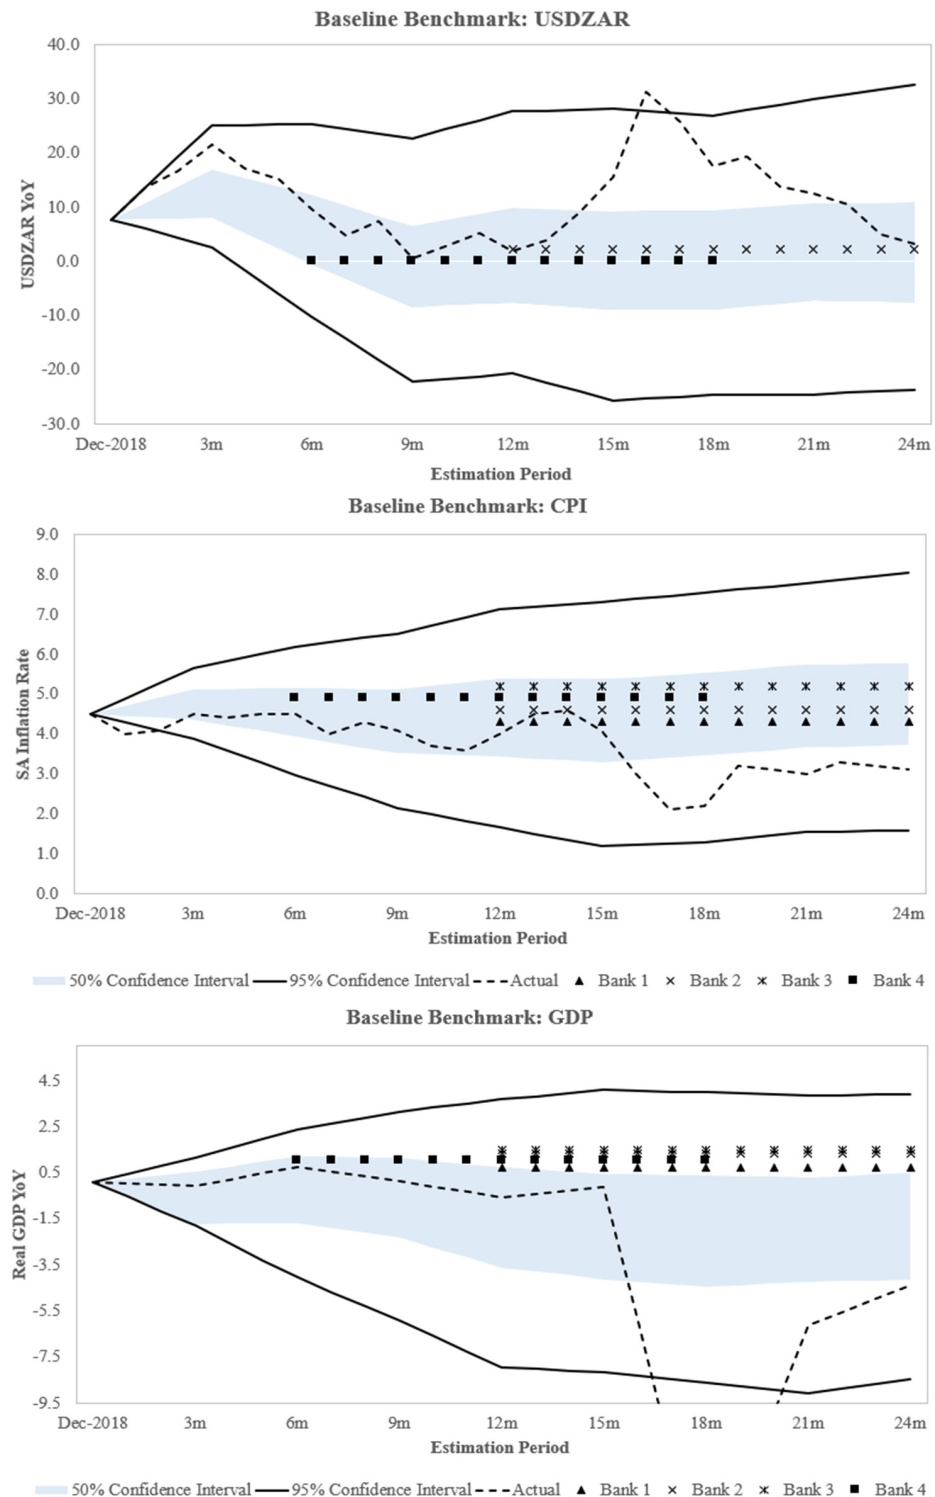 Baseline Benchmark: USDZAR
40.0
30.0
20.0
10.0
0.0
-10.0
-20.0
-30.0
USDZAR YoY
Dec-2018 3m 6m 9m 12m 15m 18m 21m 24m
Estimation Period
Baseline Benchmark: CPI
9.0
8.0
7.0
6.0
5.0
4.0
3.0
2.0
1.0
0.0
SA Inflation Rate
Dec-2018 3m 6m 9m 12m 15m 18m 21m 24m
Estimation Period
50% Confidence Interval 95% Confidence Interval Actual Bank 1 Bank 2 Bank 3 Bank 4
Baseline Benchmark: GDP
4.5
2.5
0.5
-1.5
-3.5
-5.5
-7.5
-9.5
Real GDP YoY
Dec-2018 3m 6m 9m 12m 15m 18m 21m 24m
Estimation Period
50% Confidence Interval 95% Confidence Interval Actual Bank 1 Bank 2 Bank 3 Bank 4